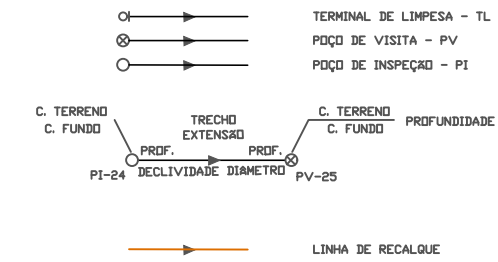 TERMINAL DE LIMPESA - TL
POÇO DE VISITA - PV
POÇO DE INSPEÇÃO - PI
C. TERRENO
C. FUNDO
TRECHO
EXTENSÃO
C. TERRENO
C. FUNDO
PROFUNDIDADE
PROF.
PROF.
PI-24
DECLIVIDADE DIÂMETRO
PV-25
LINHA DE RECALQUE